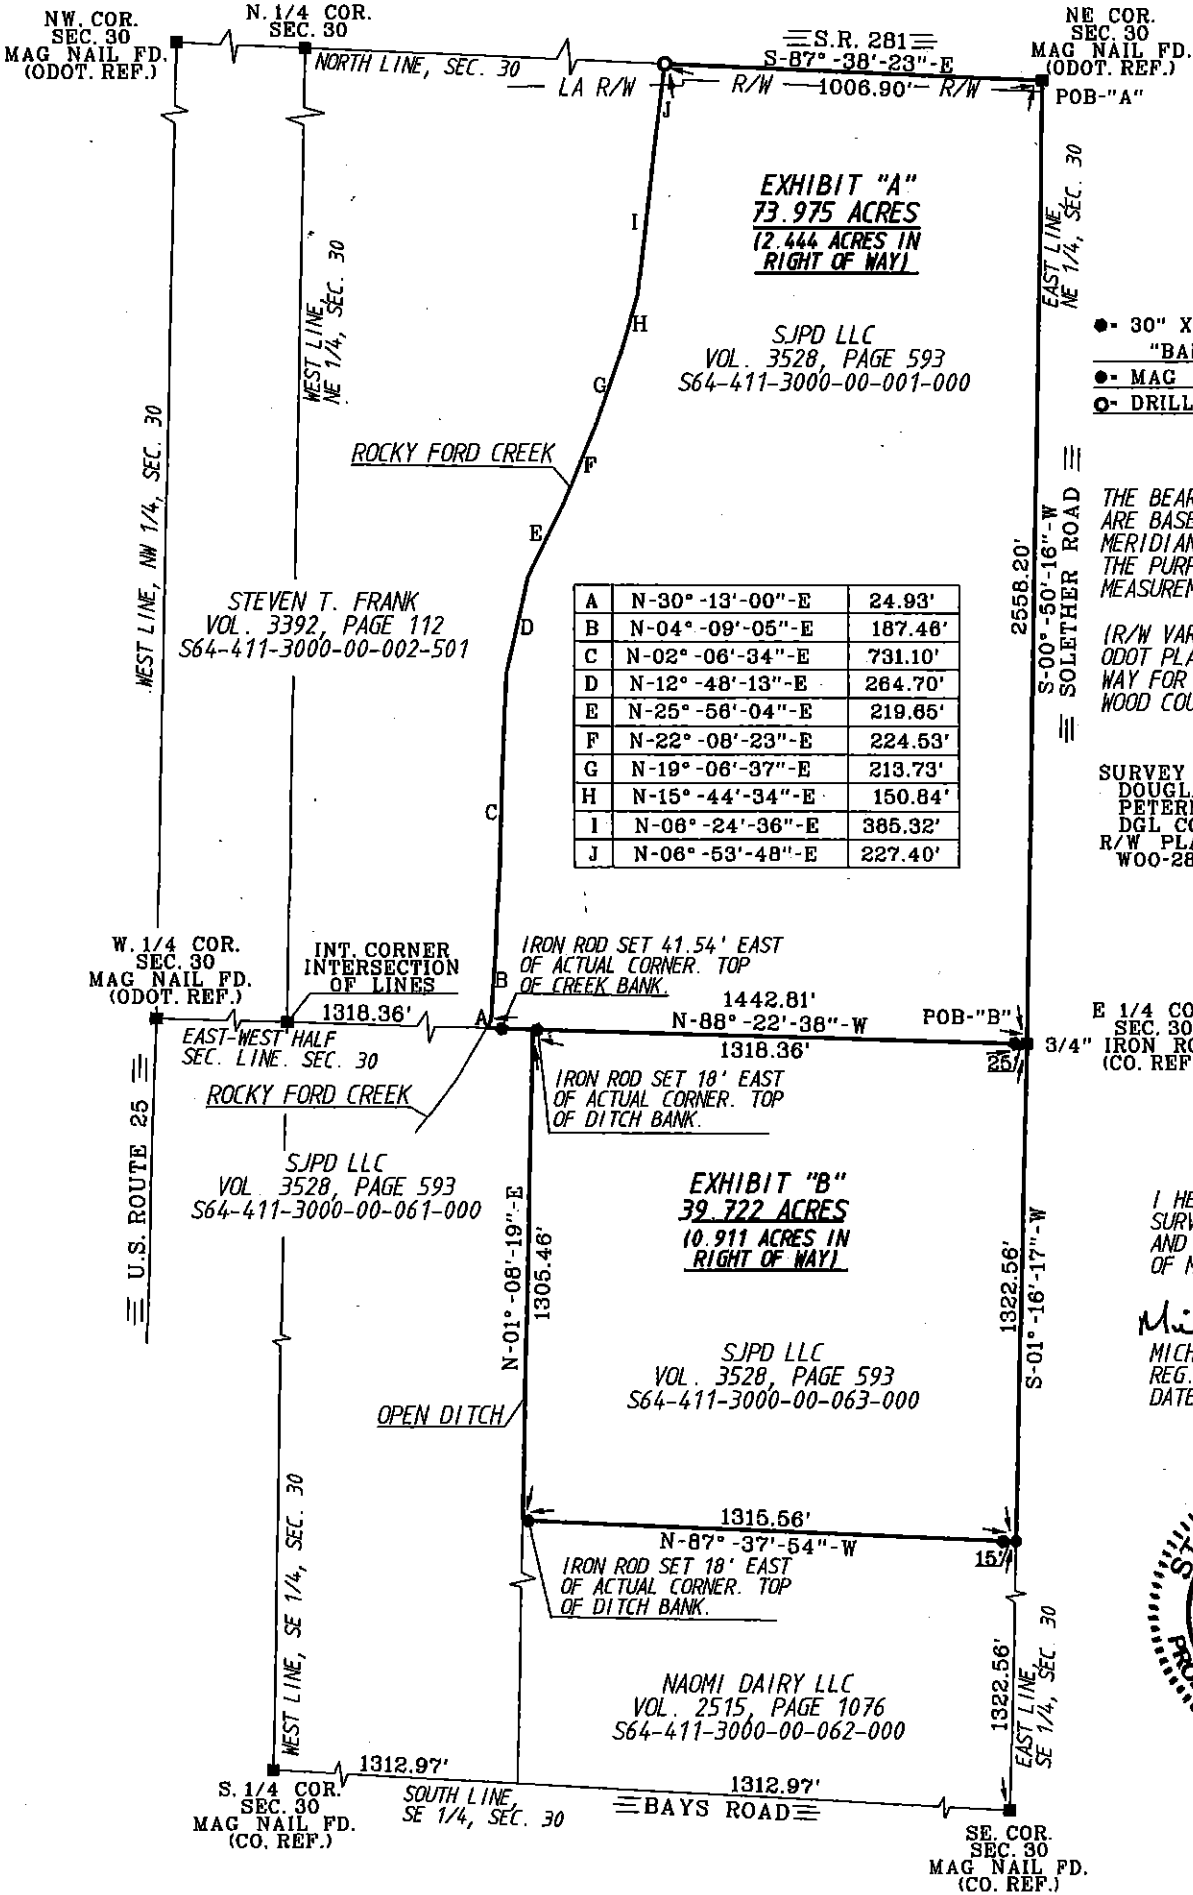 NW. COR.
SEC. 30
MAG NAIL FD.
(ODOT. REF.)
N. 1/4 COR.
SEC. 30
NORTH LINE, SEC. 30
S.R. 281
S-87°-38'-23"-E
LA R/W
R/W
1006.90'
R/W
NE COR.
SEC. 30
MAG NAIL FD.
(ODOT. REF.)
POB-"A"
J
EXHIBIT "A"
73.975 ACRES
(2.444 ACRES IN
RIGHT OF WAY)
I
EAST LINE,
NE 1/4, SEC. 30
WEST LINE,
NE 1/4, SEC. 30
H
SJPD LLC
VOL. 3528, PAGE 593
S64-411-3000-00-001-000
●- 30" X
"BA
●- MAG
O- DRILL
G
WEST LINE, NW 1/4, SEC. 30
ROCKY FORD CREEK
F
E
THE BEAR
ARE BASE
MERIDIAN
THE PURP
MEASUREM
2558.20'
S-00°-50'-16"-W
SOLETHER ROAD
STEVEN T. FRANK
VOL. 3392, PAGE 112
S64-411-3000-00-002-501
D
A N-30°-13'-00"-E 24.93'
B N-04°-09'-05"-E 187.46'
C N-02°-06'-34"-E 731.10'
D N-12°-48'-13"-E 264.70'
E N-25°-56'-04"-E 219.65'
F N-22°-08'-23"-E 224.53'
G N-19°-06'-37"-E 213.73'
H N-15°-44'-34"-E 150.84'
I N-06°-24'-36"-E 385.32'
J N-06°-53'-48"-E 227.40'
(R/W VAR
ODOT PLA
WAY FOR
WOOD COU
SURVEY
DOUGL
PETER
DGL CO
R/W PLA
WOO-28
C
W. 1/4 COR.
SEC. 30
MAG NAIL FD.
(ODOT. REF.)
INT. CORNER
INTERSECTION
OF LINES
1318.36'
IRON ROD SET 41.54' EAST
OF ACTUAL CORNER. TOP
OF CREEK BANK.
B
A
1442.81'
N-88°-22'-38"-W
1318.36'
POB-"B"
25'
E 1/4 CO
SEC. 30
3/4" IRON RO
(CO. REF
EAST-WEST HALF
SEC. LINE. SEC. 30
ROCKY FORD CREEK
IRON ROD SET 18' EAST
OF ACTUAL CORNER. TOP
OF DITCH BANK.
U.S. ROUTE 25
SJPD LLC
VOL. 3528, PAGE 593
S64-411-3000-00-061-000
N-01°-08'-19"-E
1305.46'
EXHIBIT "B"
39.722 ACRES
(0.911 ACRES IN
RIGHT OF WAY)
1322.56'
S-01°-16'-17"-W
I HE
SURV
AND
OF M
Mi
MICH
REG.
DATE
SJPD LLC
VOL. 3528, PAGE 593
S64-411-3000-00-063-000
OPEN DITCH
1315.56'
N-87°-37'-54"-W
15'
IRON ROD SET 18' EAST
OF ACTUAL CORNER. TOP
OF DITCH BANK.
WEST LINE, SE 1/4, SEC. 30
ST
PRO
NAOMI DAIRY LLC
VOL. 2515, PAGE 1076
S64-411-3000-00-062-000
1322.56'
EAST LINE,
SE 1/4, SEC. 30
S. 1/4 COR.
SEC. 30
MAG NAIL FD.
(CO. REF.)
1312.97'
SOUTH LINE,
SE 1/4, SEC. 30
1312.97'
BAYS ROAD
SE. COR.
SEC. 30
MAG NAIL FD.
(CO. REF.)